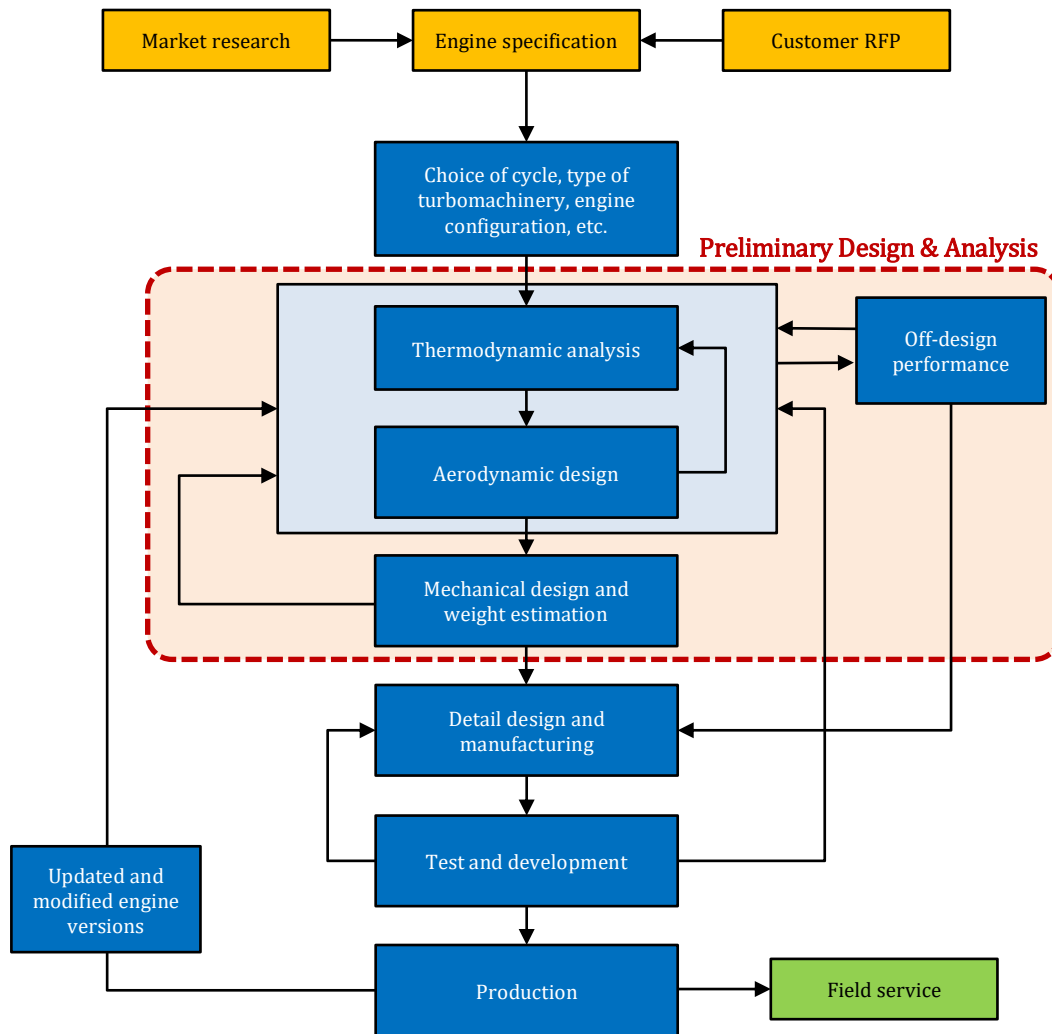 Market research
Engine specification
Customer RFP
Choice of cycle, type of
turbomachinery, engine
configuration, etc.
Preliminary Design & Analysis
Thermodynamic analysis
Off-design
performance
Aerodynamic design
Mechanical design and
weight estimation
Detail design and
manufacturing
Test and development
Updated and
modified engine
versions
Production
Field service